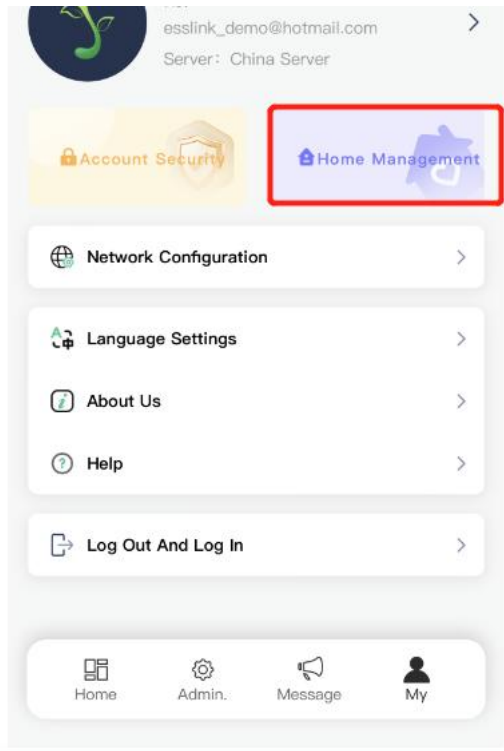 esslink_demo@hotmail.com
Server: China Server
Account Security
Home Management
Network Configuration
Language Settings
About Us
Help
Log Out And Log In
Home
Admin.
Message
My